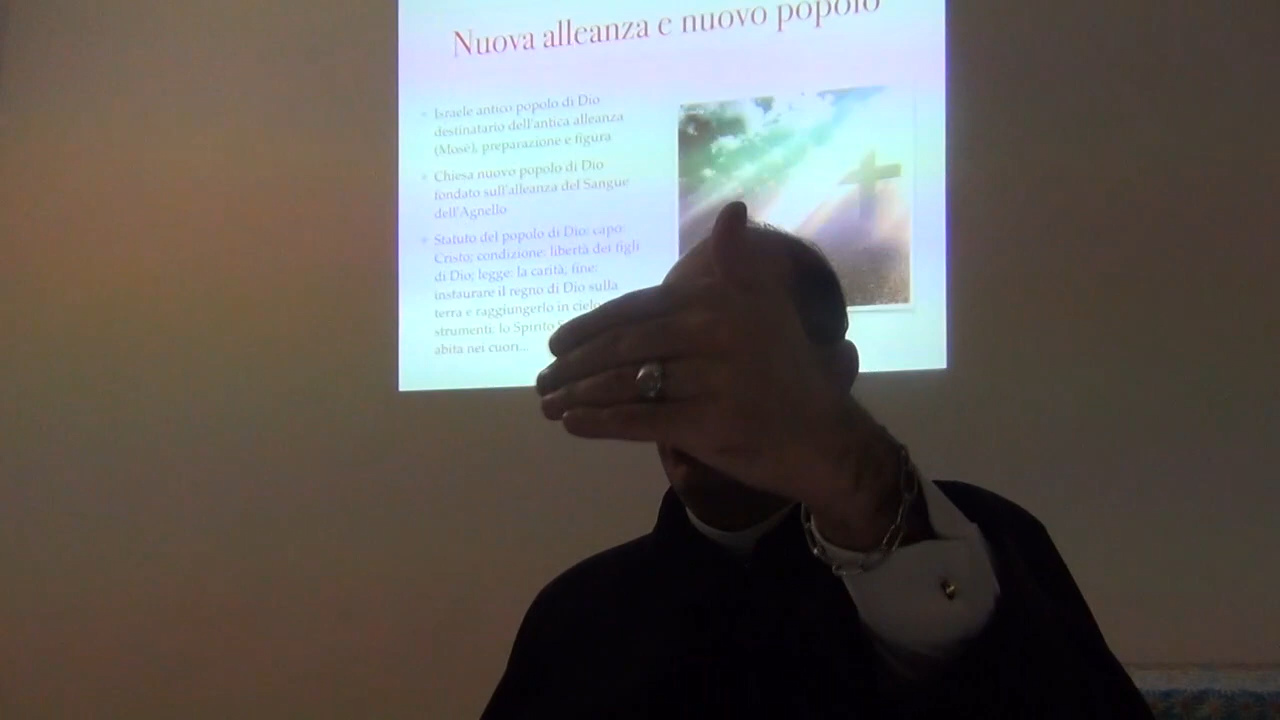 Nuova alleanza e nuovo popolo
Israele antico popolo di Dio
destinatario dell'antica alleanza
(Mosè), preparazione e figura
Chiesa nuovo popolo di Dio
fondato sull'alleanza del Sangue
dell'Agnello
Statuto del popolo di Dio: capo:
Cristo; condizione: libertà dei figli
di Dio; legge: la carità; fine:
instaurare il regno di Dio sulla
terra e raggiungerlo in cielo
strumenti: lo Spirito
abita nei cuori...